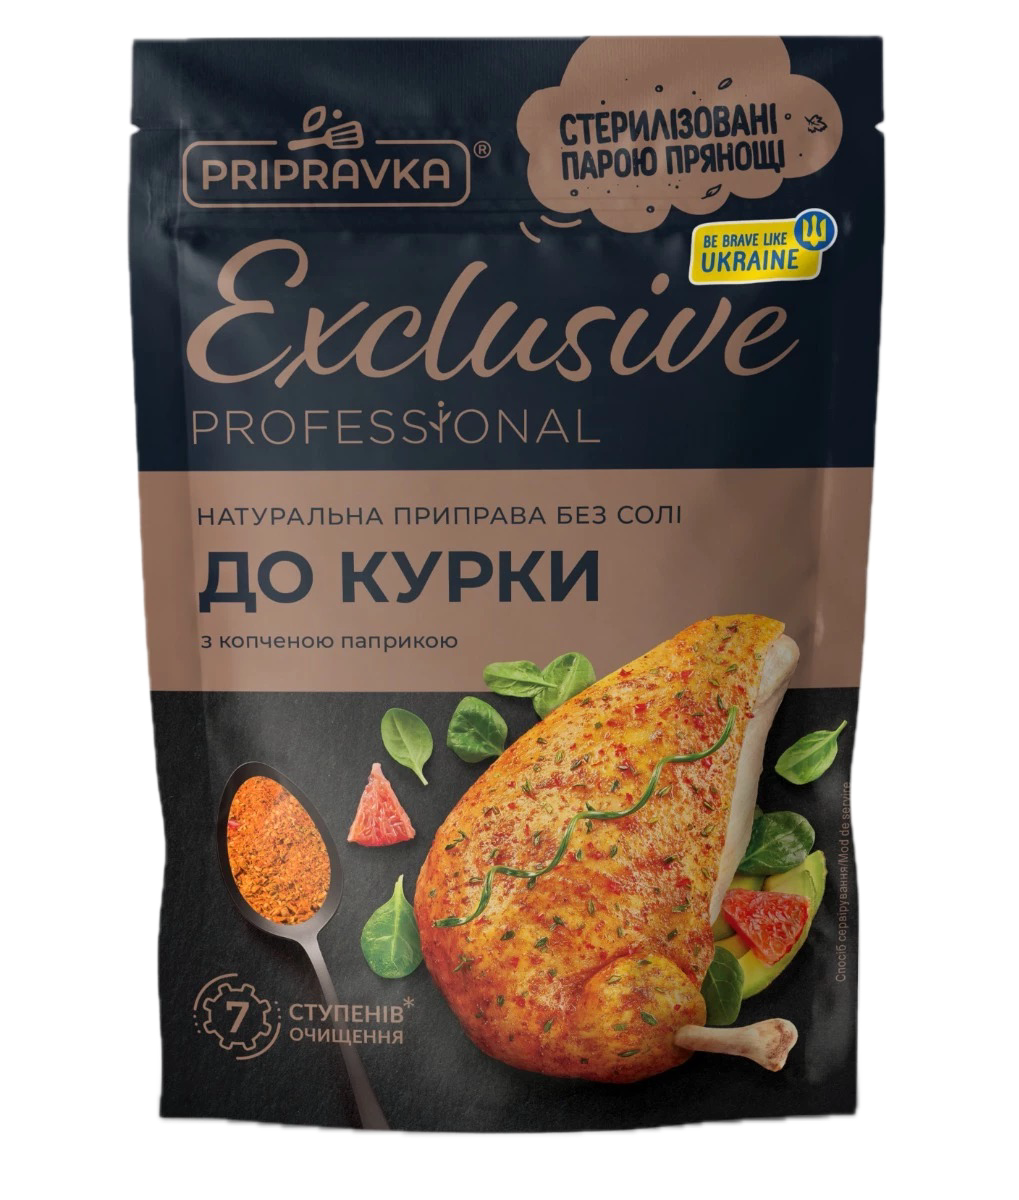 PRIPRAVKA®
СТЕРИЛІЗОВАНІ
ПАРОЮ ПРЯНОЩІ
BE BRAVE LIKE
UKRAINE
Exclusive
PROFESSIONAL
НАТУРАЛЬНА ПРИПРАВА БЕЗ СОЛІ
ДО КУРКИ
з копченою паприкою
7
СТУПЕНІВ*
ОЧИЩЕННЯ
Спосіб сервірування/Mod de servire